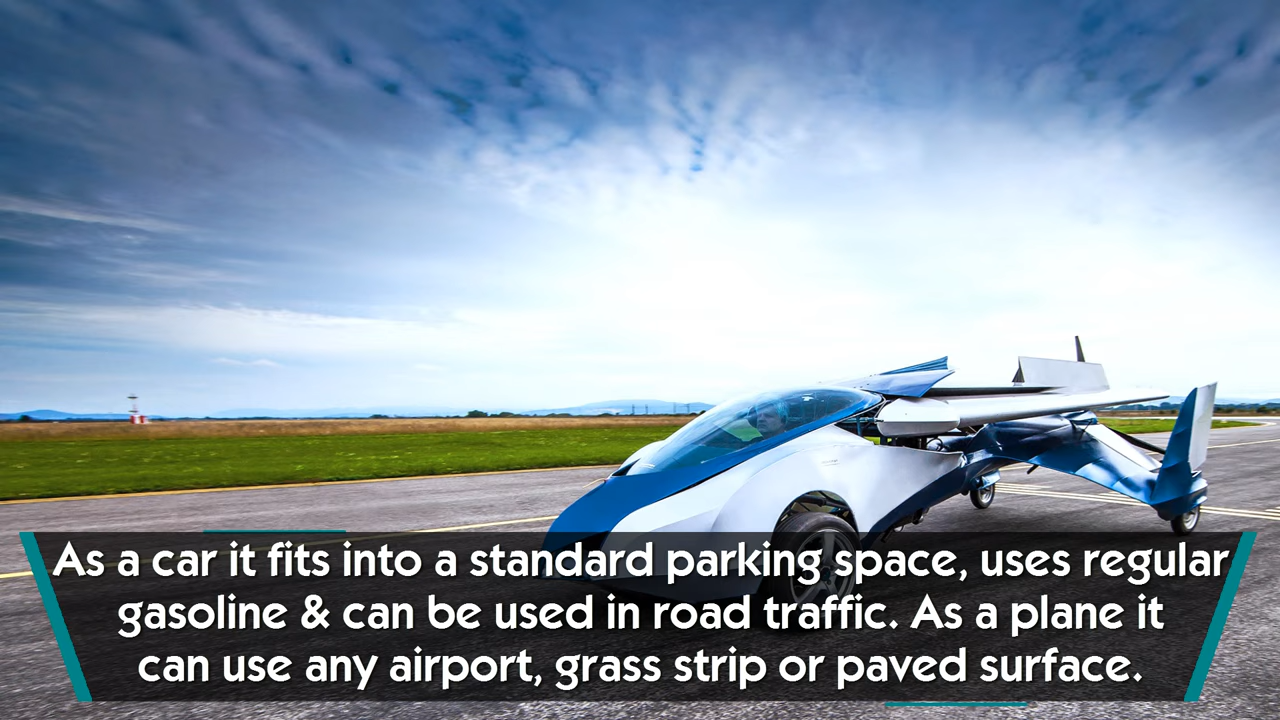 As a car it fits into a standard parking space, uses regular
gasoline & can be used in road traffic. As a plane it
can use any airport, grass strip or paved surface.